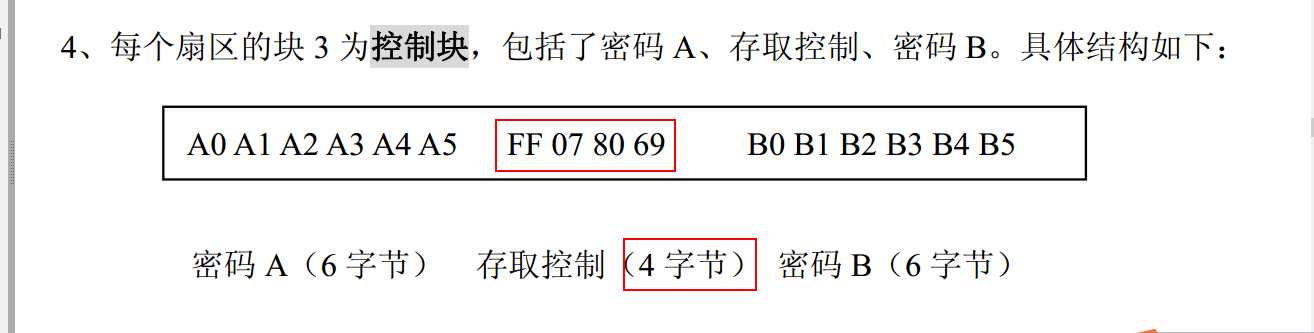 4、每个扇区的块 3 为控制块，包括了密码 A、存取控制、密码 B。具体结构如下：
A0 A1 A2 A3 A4 A5 FF 07 80 69 B0 B1 B2 B3 B4 B5
密码 A（6 字节） 存取控制（4 字节） 密码 B（6 字节）